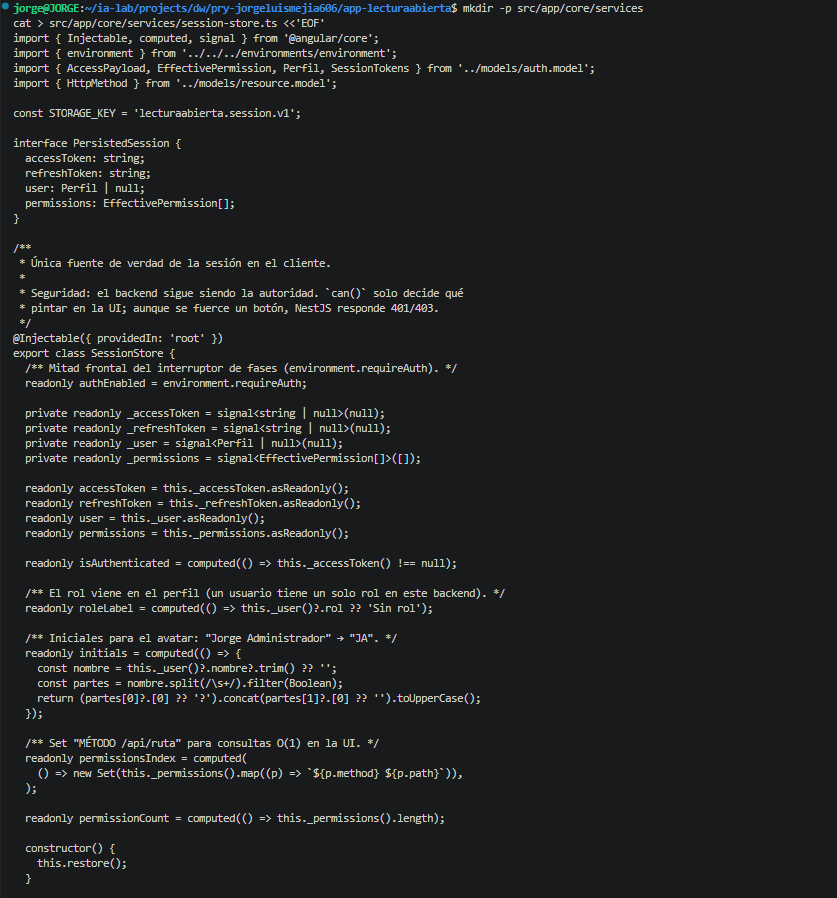 jorge@JORGE:~/ia-lab/projects/dw/pry-jorgeluismejia606/app-lecturaabierta$ mkdir -p src/app/core/services
cat > src/app/core/services/session-store.ts <<'EOF'
import { Injectable, computed, signal } from '@angular/core';
import { environment } from '../../../environments/environment';
import { AccessPayload, EffectivePermission, Perfil, SessionTokens } from '../models/auth.model';
import { HttpMethod } from '../models/resource.model';

const STORAGE_KEY = 'lecturaabierta.session.v1';

interface PersistedSession {
  accessToken: string;
  refreshToken: string;
  user: Perfil | null;
  permissions: EffectivePermission[];
}

/**
 * Única fuente de verdad de la sesión en el cliente.
 *
 * Seguridad: el backend sigue siendo la autoridad. `can()` solo decide qué
 * pintar en la UI; aunque se fuerce un botón, NestJS responde 401/403.
 */
@Injectable({ providedIn: 'root' })
export class SessionStore {
  /** Mitad frontal del interruptor de fases (environment.requireAuth). */
  readonly authEnabled = environment.requireAuth;

  private readonly _accessToken = signal<string | null>(null);
  private readonly _refreshToken = signal<string | null>(null);
  private readonly _user = signal<Perfil | null>(null);
  private readonly _permissions = signal<EffectivePermission[]>([]);

  readonly accessToken = this._accessToken.asReadonly();
  readonly refreshToken = this._refreshToken.asReadonly();
  readonly user = this._user.asReadonly();
  readonly permissions = this._permissions.asReadonly();

  readonly isAuthenticated = computed(() => this._accessToken() !== null);

  /** El rol viene en el perfil (un usuario tiene un solo rol en este backend). */
  readonly roleLabel = computed(() => this._user()?.rol ?? 'Sin rol');

  /** Iniciales para el avatar: "Jorge Administrador" → "JA". */
  readonly initials = computed(() => {
    const nombre = this._user()?.nombre?.trim() ?? '';
    const partes = nombre.split(/\s+/).filter(Boolean);
    return (partes[0]?.[0] ?? '?').concat(partes[1]?.[0] ?? '').toUpperCase();
  });

  /** Set "MÉTODO /api/ruta" para consultas O(1) en la UI. */
  readonly permissionsIndex = computed(
    () => new Set(this._permissions().map((p) => `${p.method} ${p.path}`)),
  );

  readonly permissionCount = computed(() => this._permissions().length);

  constructor() {
    this.restore();
  }